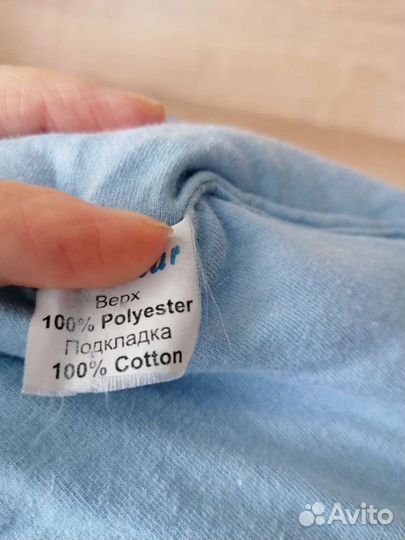 Верх
100% Polyester
Подкладка
100% Cotton
Avito